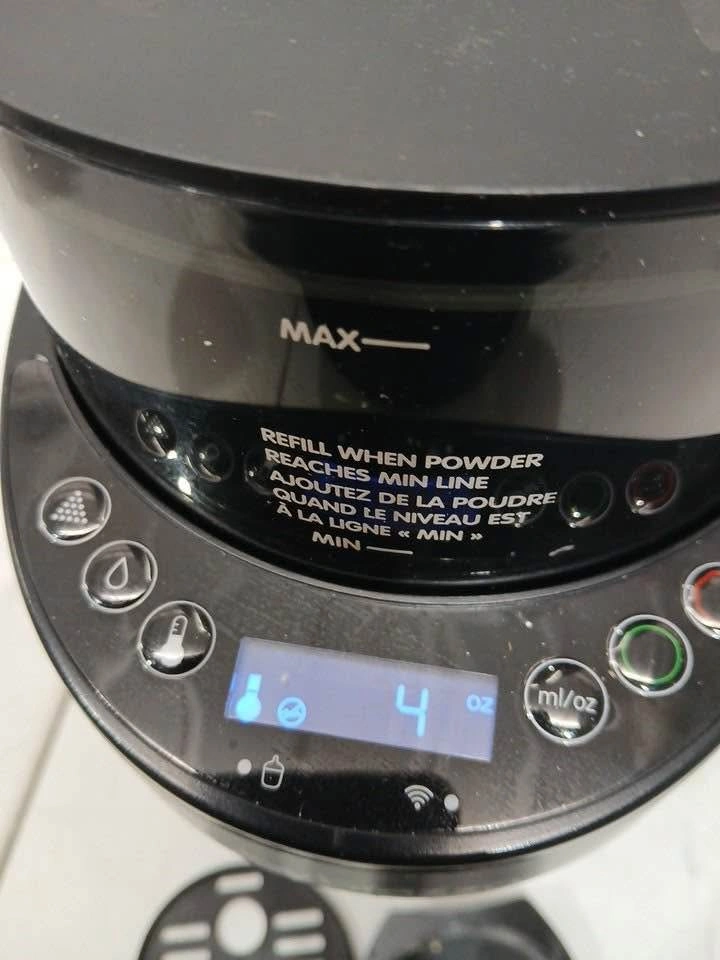 MAX
REFILL WHEN POWDER
REACHES MIN LINE
AJOUTEZ DE LA POUDRE
QUAND LE NIVEAU EST
À LA LIGNE « MIN »
MIN
4 oz
ml/oz